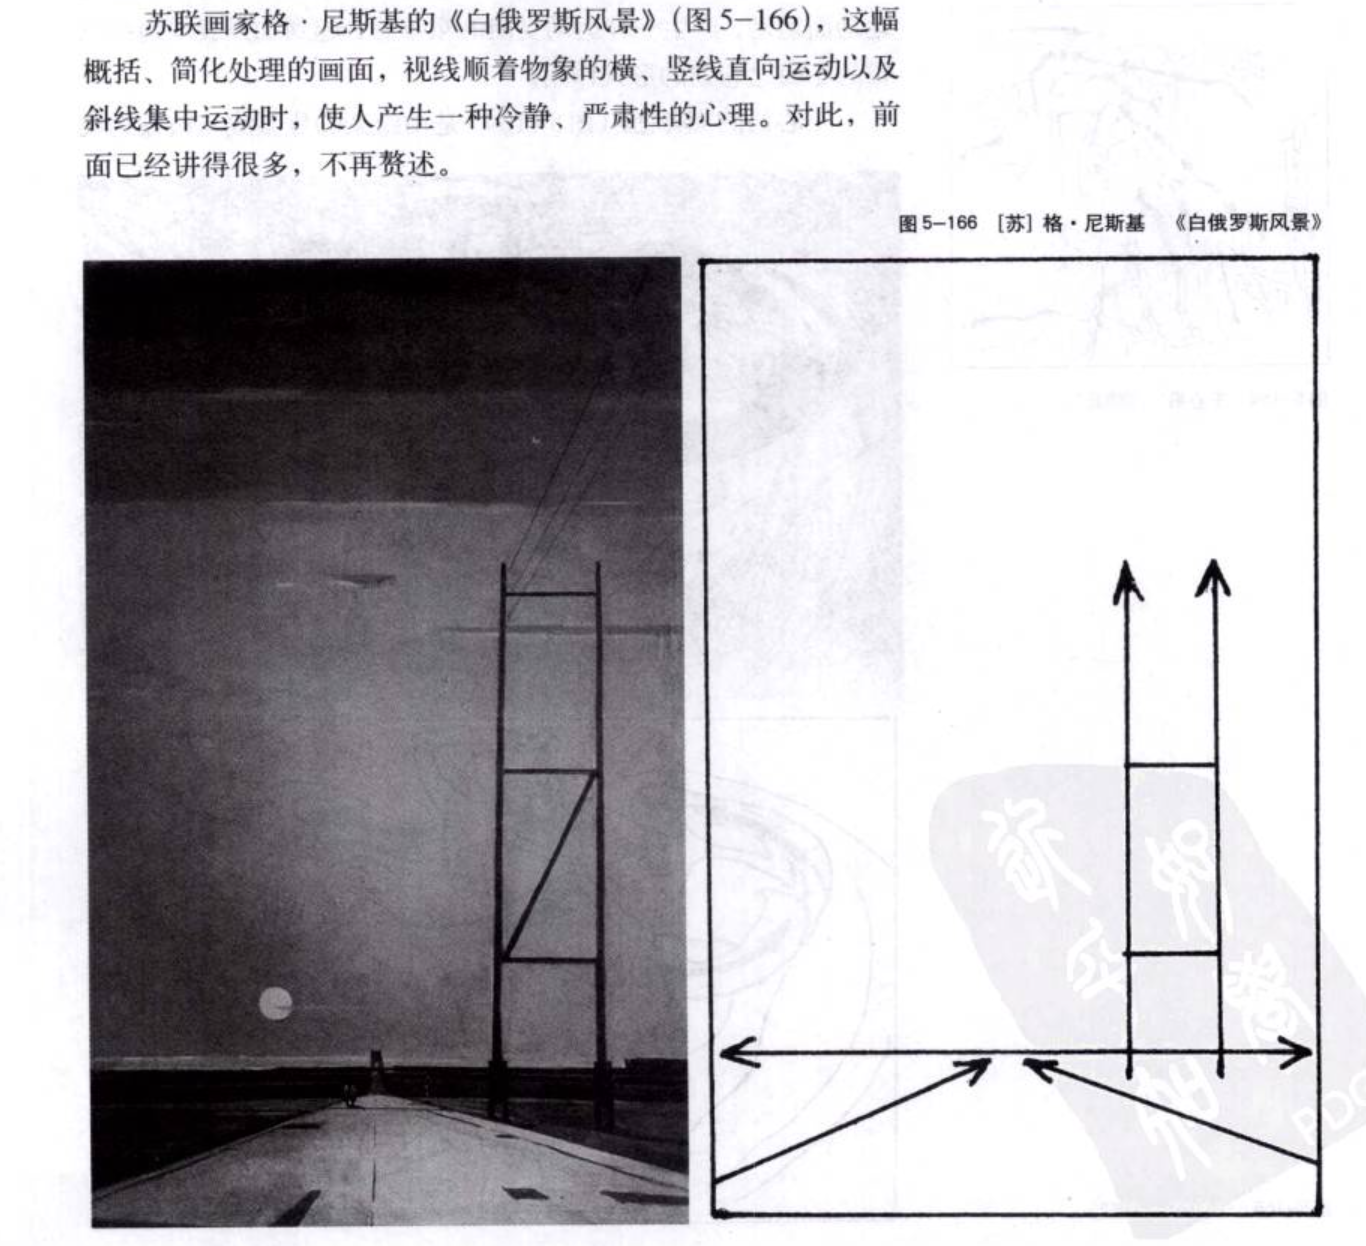 苏联画家格·尼斯基的《白俄罗斯风景》(图5-166),这幅
概括、简化处理的画面,视线顺着物象的横、竖线直向运动以及
斜线集中运动时,使人产生一种冷静、严肃性的心理。对此,前
面已经讲得很多,不再赘述。
图5-166 [苏] 格·尼斯基 《白俄罗斯风景》
PDG